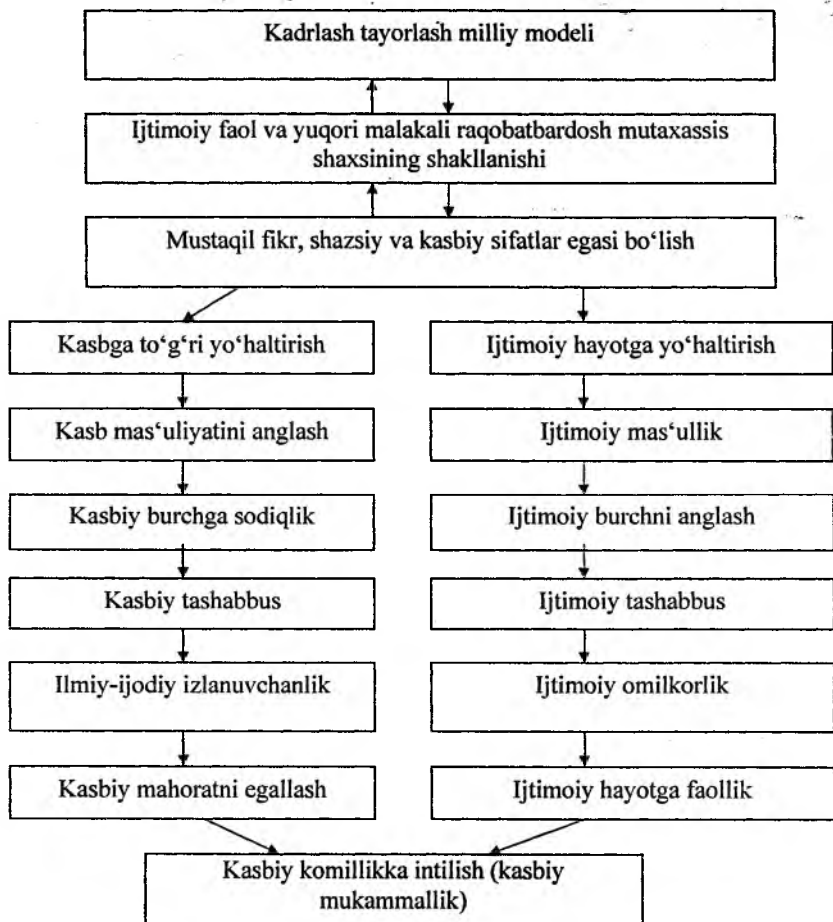 Kadrlash tayorlash milliy modeli
Ijtimoiy faol va yuqori malakali raqobatbardosh mutaxassis
shaxsining shakllanishi
Mustaqil fikr, shazsiy va kasbiy sifatlar egasi bo‘lish
Kasbga to‘g‘ri yo‘haltirish
Ijtimoiy hayotga yo‘haltirish
Kasb mas‘uliyatini anglash
Ijtimoiy mas‘ullik
Kasbiy burchga sodiqlik
Ijtimoiy burchni anglash
Kasbiy tashabbus
Ijtimoiy tashabbus
Ilmiy-ijodiy izlanuvchanlik
Ijtimoiy omilkorlik
Kasbiy mahoratni egallash
Ijtimoiy hayotga faollik
Kasbiy komillikka intilish (kasbiy
mukammallik)